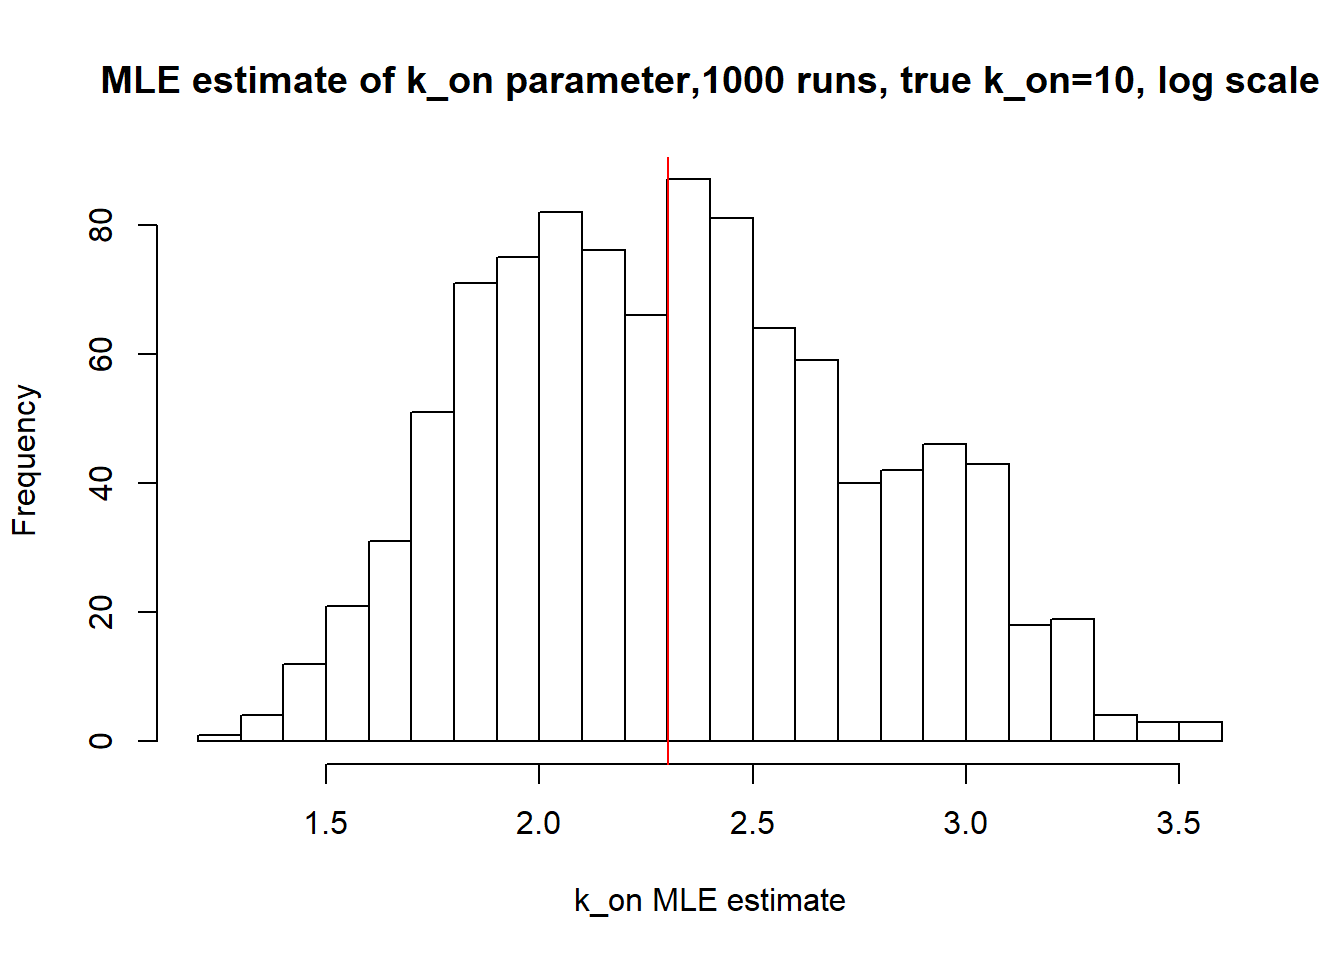 MLE estimate of k_on parameter,1000 runs, true k_on=10, log scale
Frequency
80
60
40
20
0
1.5 2.0 2.5 3.0 3.5
k_on MLE estimate